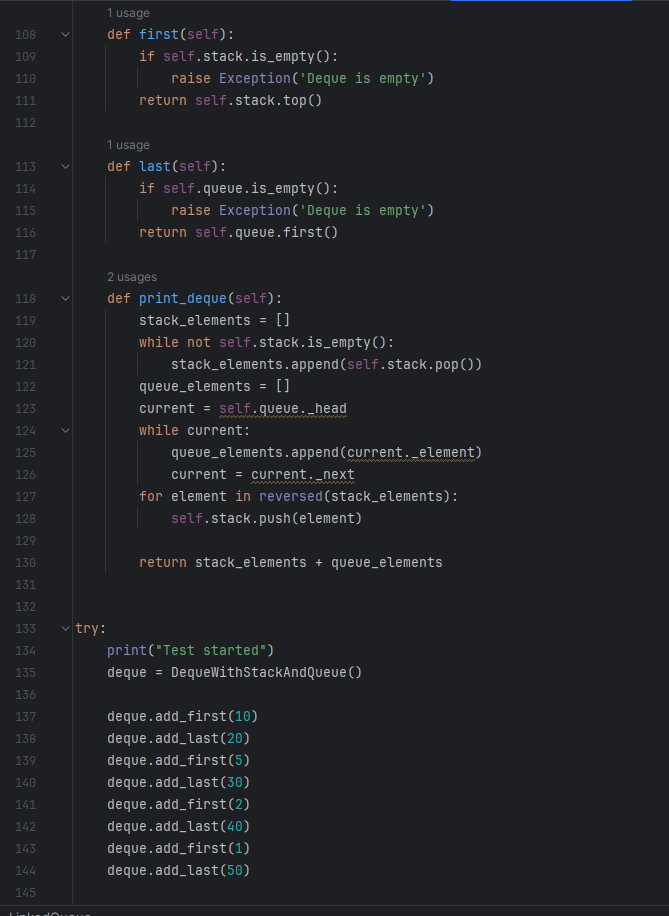 1 usage
108 def first(self):
109 if self.stack.is_empty():
110 raise Exception('Deque is empty')
111 return self.stack.top()
112
1 usage
113 def last(self):
114 if self.queue.is_empty():
115 raise Exception('Deque is empty')
116 return self.queue.first()
117
2 usages
118 def print_deque(self):
119 stack_elements = []
120 while not self.stack.is_empty():
121 stack_elements.append(self.stack.pop())
122 queue_elements = []
123 current = self.queue._head
124 while current:
125 queue_elements.append(current._element)
126 current = current._next
127 for element in reversed(stack_elements):
128 self.stack.push(element)
129
130 return stack_elements + queue_elements
131
132
133 try:
134 print("Test started")
135 deque = DequeWithStackAndQueue()
136
137 deque.add_first(10)
138 deque.add_last(20)
139 deque.add_first(5)
140 deque.add_last(30)
141 deque.add_first(2)
142 deque.add_last(40)
143 deque.add_first(1)
144 deque.add_last(50)
145
LinkedQueue